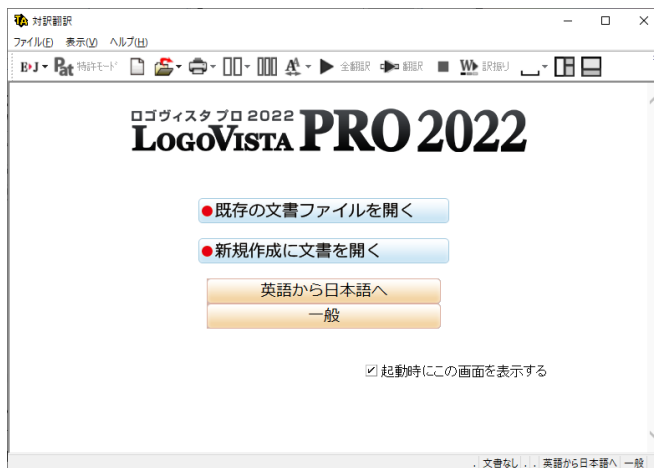 対訳翻訳
ファイル(F) 表示(V) ヘルプ(H)
E▸J Pat 特許モード 全翻訳 翻訳 W 訳振り
ロゴヴィスタ プロ 2022
LOGOVISTA PRO 2022
●既存の文書ファイルを開く
●新規作成に文書を開く
英語から日本語へ
一般
起動時にこの画面を表示する
. 文書なし . . 英語から日本語へ 一般